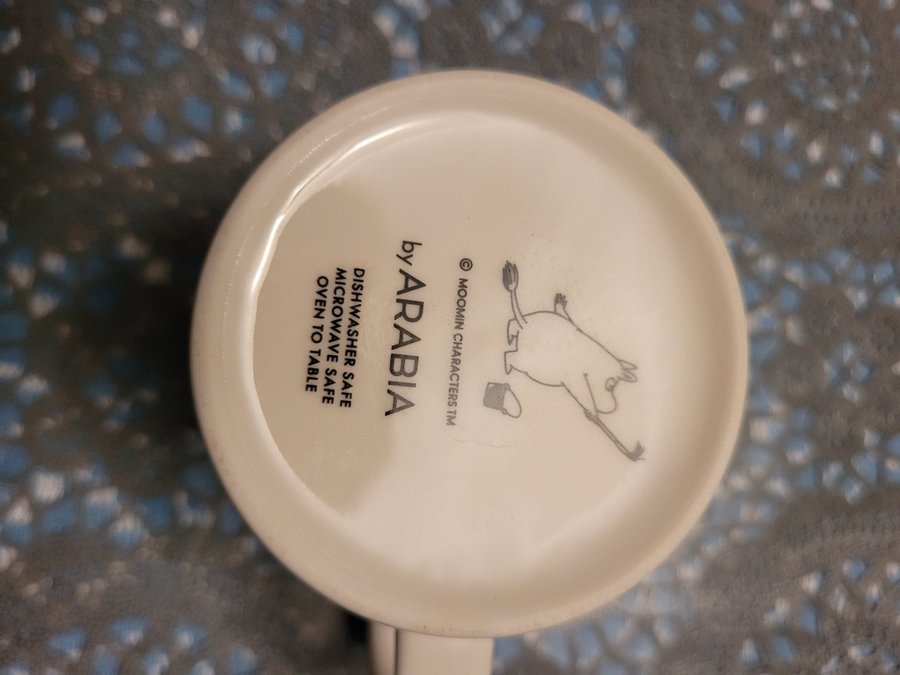 © MOOMIN CHARACTERS TM
by ARABIA
DISHWASHER SAFE
MICROWAVE SAFE
OVEN TO TABLE